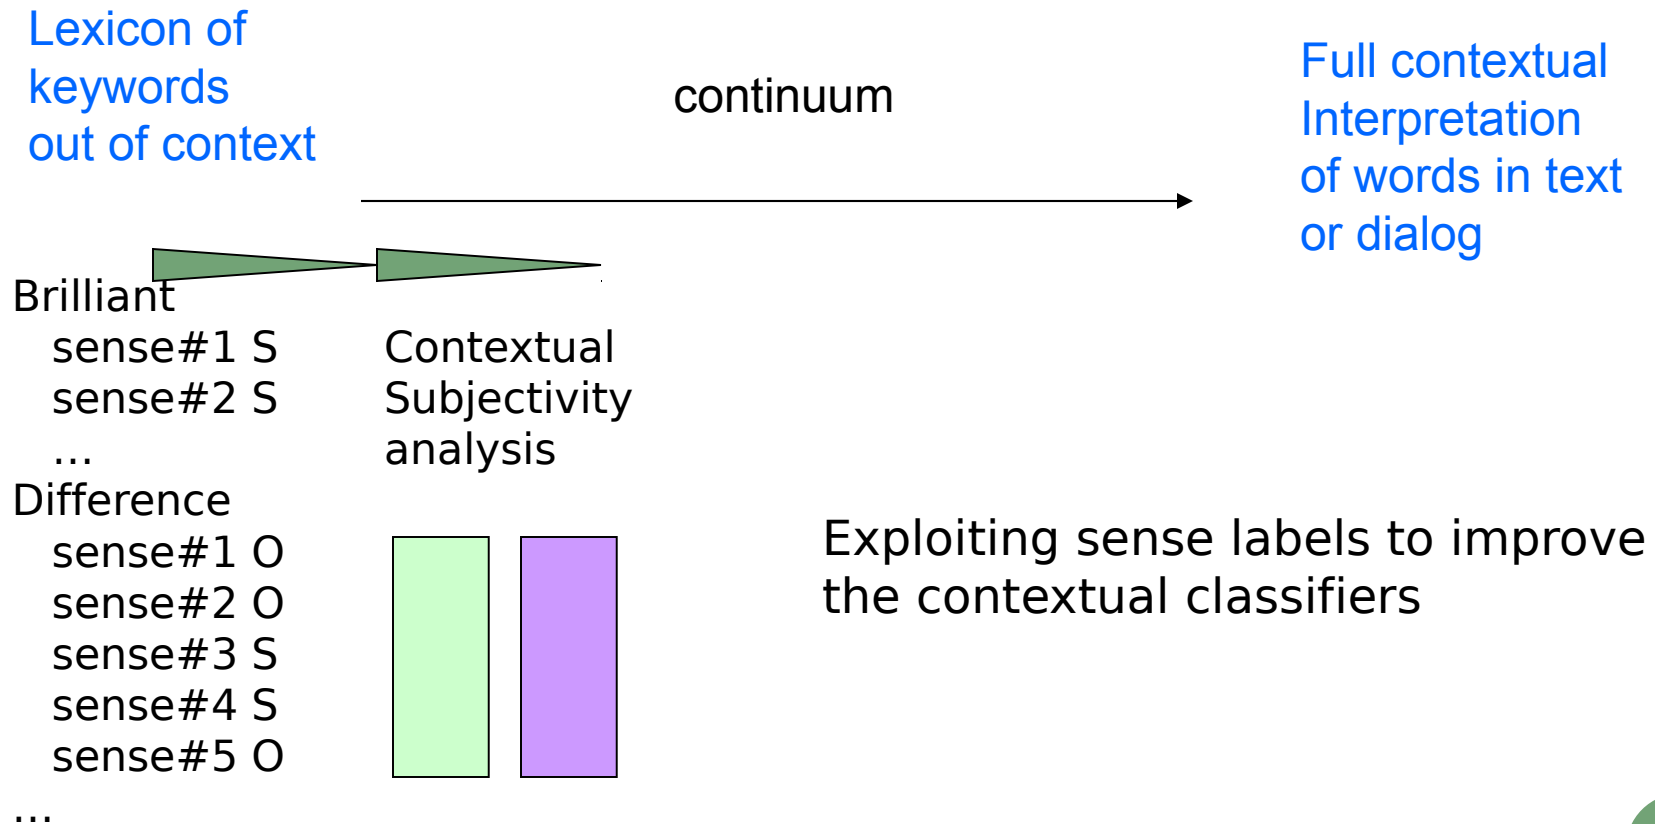 Lexicon of
keywords
out of context
continuum
Full contextual
Interpretation
of words in text
or dialog
Brilliant
sense#1 S
sense#2 S
...
Difference
sense#1 O
sense#2 O
sense#3 S
sense#4 S
sense#5 O
...
Contextual
Subjectivity
analysis
Exploiting sense labels to improve
the contextual classifiers